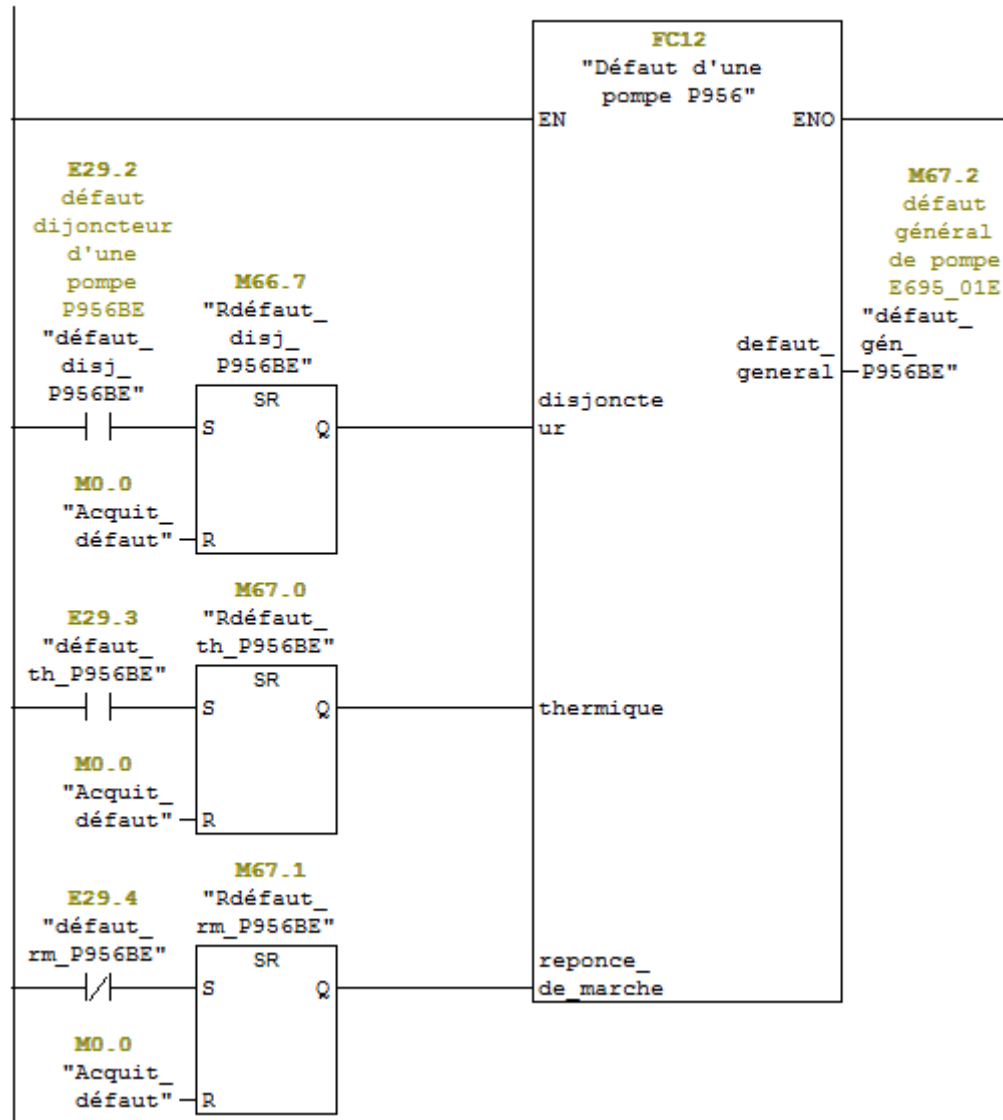 FC12
"Défaut d'une
pompe P956"
EN
ENO
E29.2
défaut
dijoncteur
d'une
pompe
P956BE
"défaut_
disj_
P956BE"
M66.7
"Rdéfaut_
disj_
P956BE"
SR
S
Q
disjoncte
ur
M0.0
"Acquit_
défaut"
R
M67.2
défaut
général
de pompe
E695_01E
"défaut_
gén_
P956BE"
defaut_
general
E29.3
"défaut_
th_P956BE"
M67.0
"Rdéfaut_
th_P956BE"
SR
S
Q
thermique
M0.0
"Acquit_
défaut"
R
E29.4
"défaut_
rm_P956BE"
M67.1
"Rdéfaut_
rm_P956BE"
SR
S
Q
reponce_
de_marche
M0.0
"Acquit_
défaut"
R